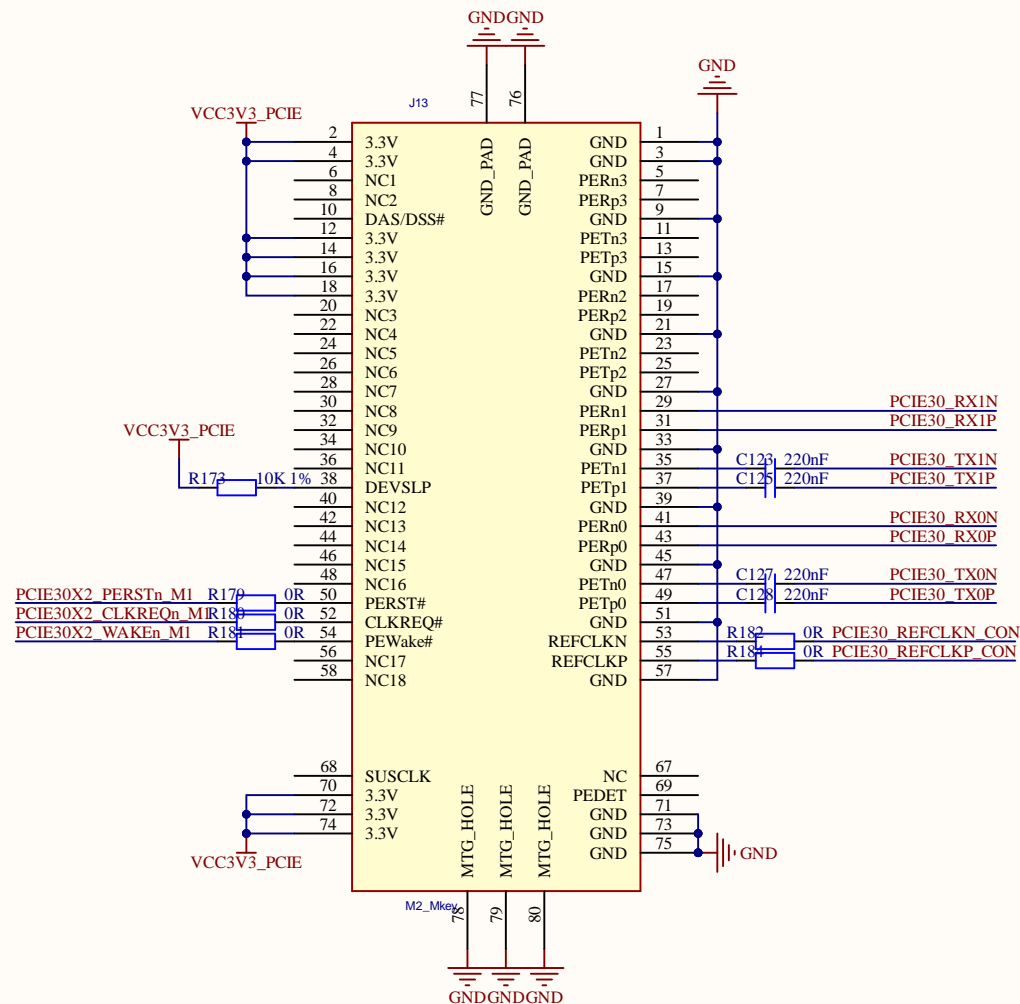 GND GND
GND
77 76
J13
VCC3V3_PCIE
GND_PAD GND_PAD
2 3.3V GND 1
4 3.3V GND 3
6 NC1 PERn3 5
8 NC2 PERp3 7
10 DAS/DSS# GND 9
12 3.3V PETn3 11
14 3.3V PETp3 13
16 3.3V GND 15
18 3.3V PERn2 17
20 NC3 PERp2 19
22 NC4 GND 21
24 NC5 PETn2 23
26 NC6 PETp2 25
28 NC7 GND 27
30 NC8 PERn1 29 PCIE30_RX1N
VCC3V3_PCIE 32 NC9 PERp1 31 PCIE30_RX1P
34 NC10 GND 33
36 NC11 PETn1 35 C123 220nF PCIE30_TX1N
R173 10K 1% 38 DEVSLP PETp1 37 C125 220nF PCIE30_TX1P
40 NC12 GND 39
42 NC13 PERn0 41 PCIE30_RX0N
44 NC14 PERp0 43 PCIE30_RX0P
46 NC15 GND 45
48 NC16 PETn0 47 C127 220nF PCIE30_TX0N
PCIE30X2_PERSTn_M1 R179 0R 50 PERST# PETp0 49 C128 220nF PCIE30_TX0P
PCIE30X2_CLKREQn_M1 R180 0R 52 CLKREQ# GND 51
PCIE30X2_WAKEn_M1 R181 0R 54 PEWake# REFCLKN 53 R182 0R PCIE30_REFCLKN_CON
56 NC17 REFCLKP 55 R184 0R PCIE30_REFCLKP_CON
58 NC18 GND 57
68 SUSCLK NC 67
70 3.3V PEDET 69
72 3.3V GND 71
74 3.3V GND 73
GND 75 GND
VCC3V3_PCIE
MTG_HOLE MTG_HOLE MTG_HOLE
M2_Mkey
78 79 80
GND GND GND